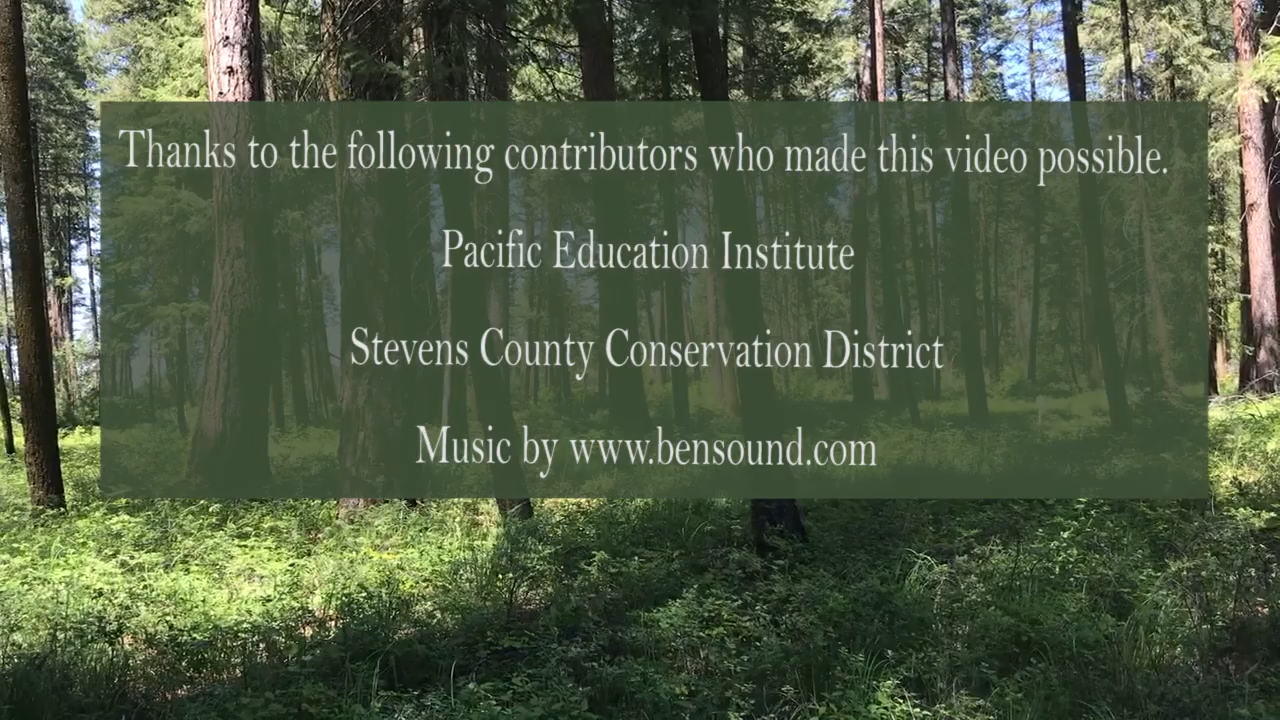 Thanks to the following contributors who made this video possible.
Pacific Education Institute
Stevens County Conservation District
Music by www.bensound.com